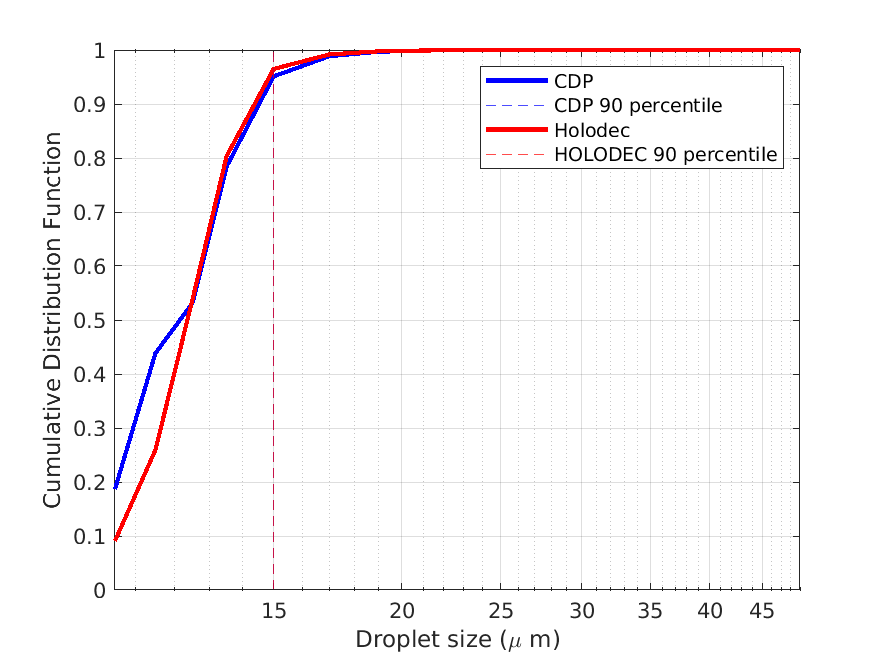 1
0.9
0.8
0.7
0.6
0.5
0.4
0.3
0.2
0.1
0
Cumulative Distribution Function
CDP
CDP 90 percentile
Holodec
HOLODEC 90 percentile
15 20 25 30 35 40 45
Droplet size (μ m)